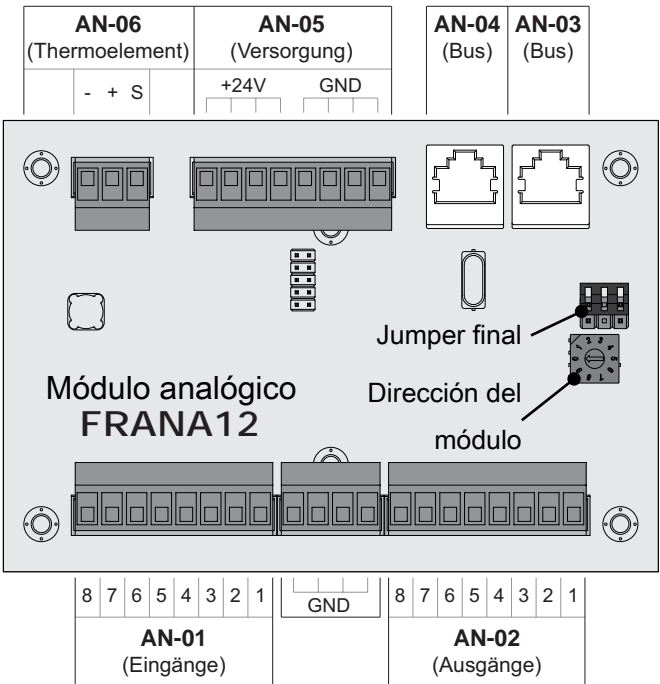 AN-06
(Thermoelement)
AN-05
(Versorgung)
AN-04
(Bus)
AN-03
(Bus)
- + S
+24V
GND
Jumper final
Módulo analógico
FRANA12
Dirección del
módulo
8 7 6 5 4 3 2 1
GND
8 7 6 5 4 3 2 1
AN-01
(Eingänge)
AN-02
(Ausgänge)